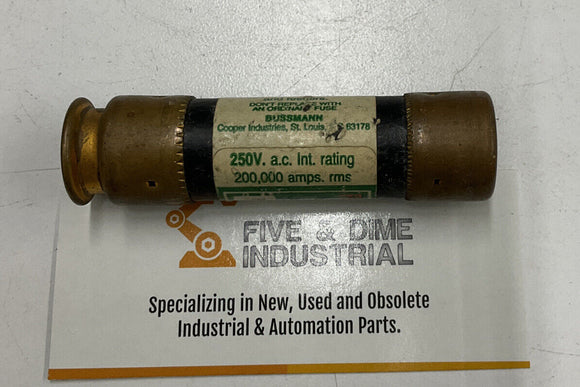 DON'T REPLACE WITH
AN ORDINARY FUSE
BUSSMANN
Cooper Industries, St. Louis, 63178
250V. a.c. Int. rating
200,000 amps. rms
FIVE & DIME
INDUSTRIAL
Specializing in New, Used and Obsolete
Industrial & Automation Parts.